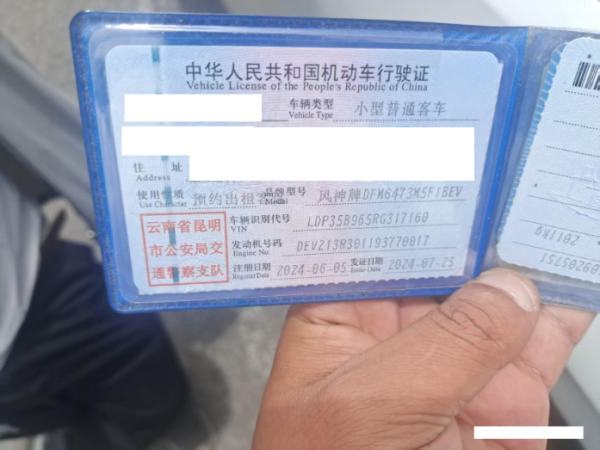 中华人民共和国机动车行驶证
Vehicle License of the People's Republic of China
车辆类型 小型普通客车
Vehicle Type
住 址
Address
使用性质 预约出租客 品牌型号 风神牌DFM6473M5F1BEV
Use Character Model
云南省昆明
市公安局交
通警察支队
车辆识别代号 LDP35B965RG317160
VIN
发动机号码 DEV213R301193770017
Engine No.
注册日期 2024-06-05 发证日期 2024-07-25
Register Date Issue Date